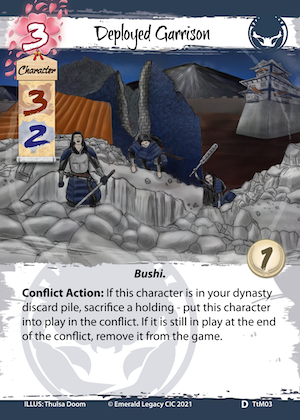 3
Deployed Garrison
Character
3
2
1
Bushi.
Conflict Action: If this character is in your dynasty
discard pile, sacrifice a holding - put this character
into play in the conflict. If it is still in play at the end
of the conflict, remove it from the game.
ILLUS: Thulsa Doom © Emerald Legacy CIC 2021 D TtM03